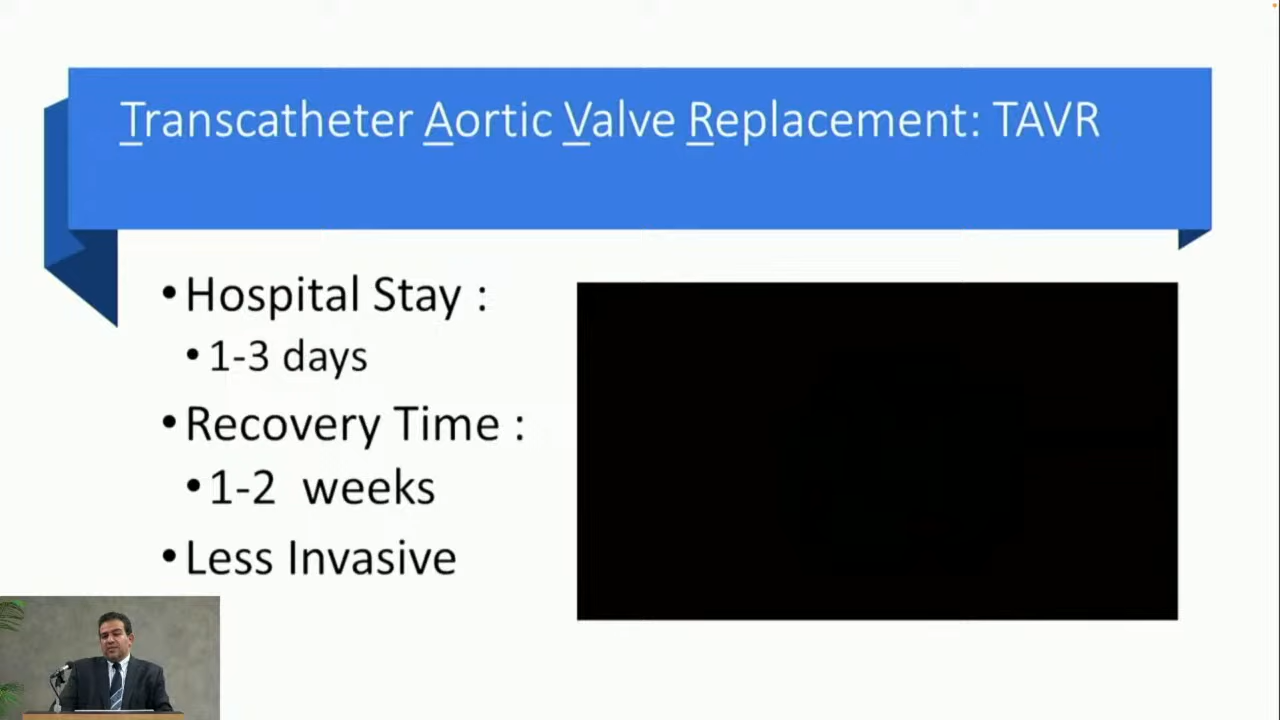 Transcatheter Aortic Valve Replacement: TAVR
•Hospital Stay :
•1-3 days
•Recovery Time :
•1-2 weeks
•Less Invasive